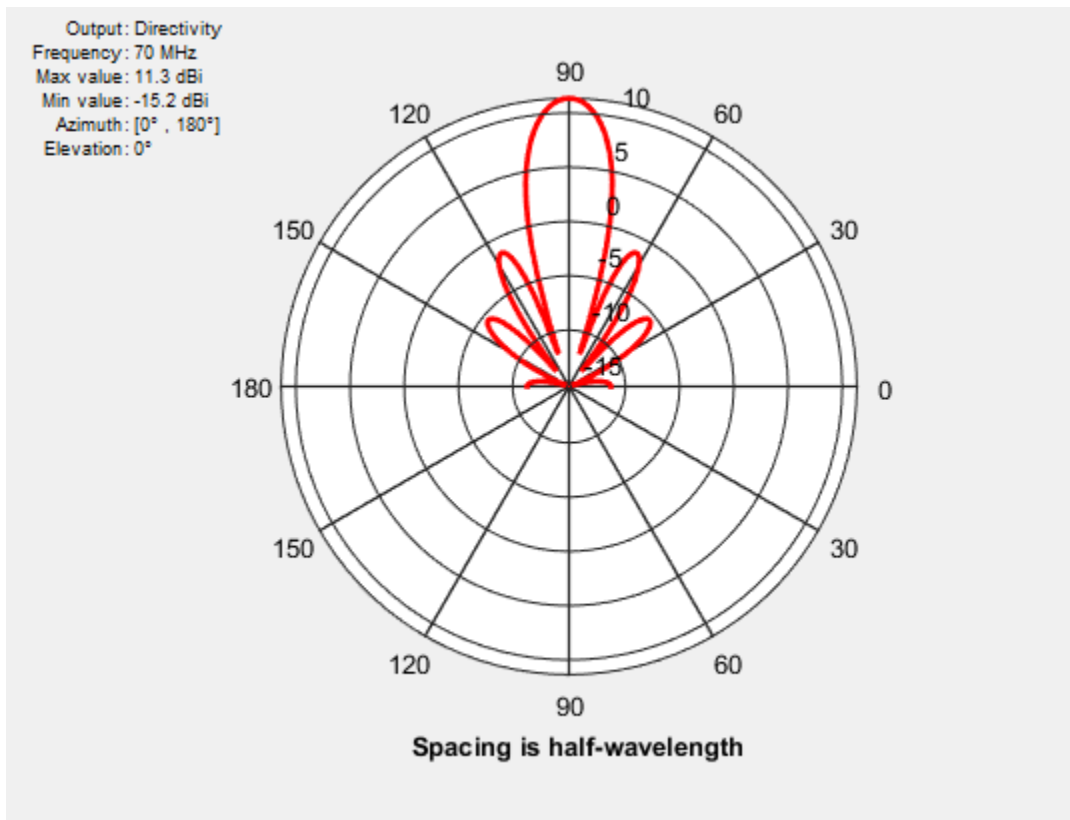 Output: Directivity
Frequency: 70 MHz
Max value: 11.3 dBi
Min value: -15.2 dBi
Azimuth: [0° , 180°]
Elevation: 0°
90
10
120
60
5
150
0
30
-5
-10
-15
180
0
150
30
120
60
90
Spacing is half-wavelength